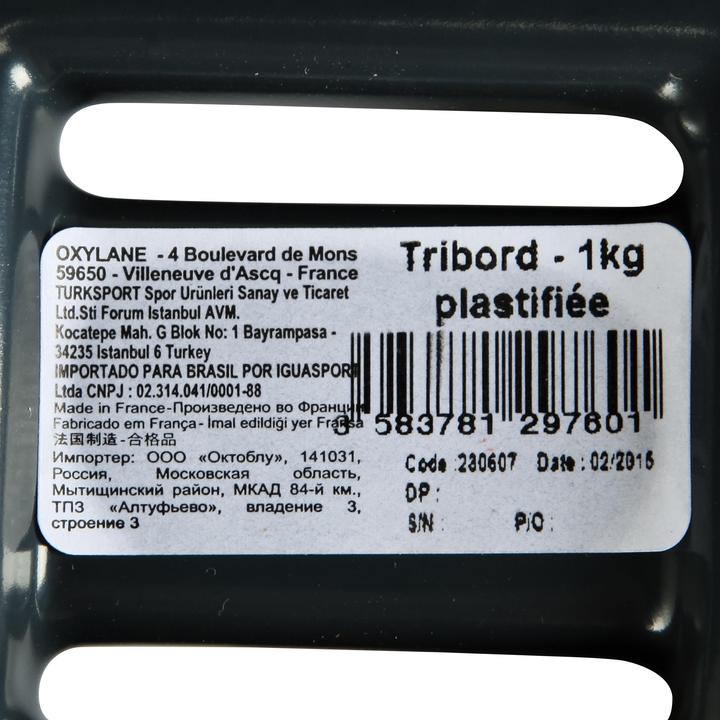 OXYLANE - 4 Boulevard de Mons
59650 - Villeneuve d'Ascq - France
TURKSPORT Spor Urünleri Sanay ve Ticaret
Ltd.Sti Forum Istanbul AVM.
Kocatepe Mah. G Blok No: 1 Bayrampasa -
34235 Istanbul 6 Turkey
IMPORTADO PARA BRASIL POR IGUASPORT
Ltda CNPJ : 02.314.041/0001-88
Made in France-Произведено во Франции
Fabricado em França - İmal edildiği yer Fransa
法国制造-合格品
Импортер: ООО «Октоблу», 141031,
Россия, Московская область,
Мытищинский район, МКАД 84-й км.,
ТПЗ «Алтуфьево», владение 3,
строение 3
Tribord - 1kg
plastifiée
3 583781 297601
Code :230607 Date : 02/2015
DP :
S/N : P/O :